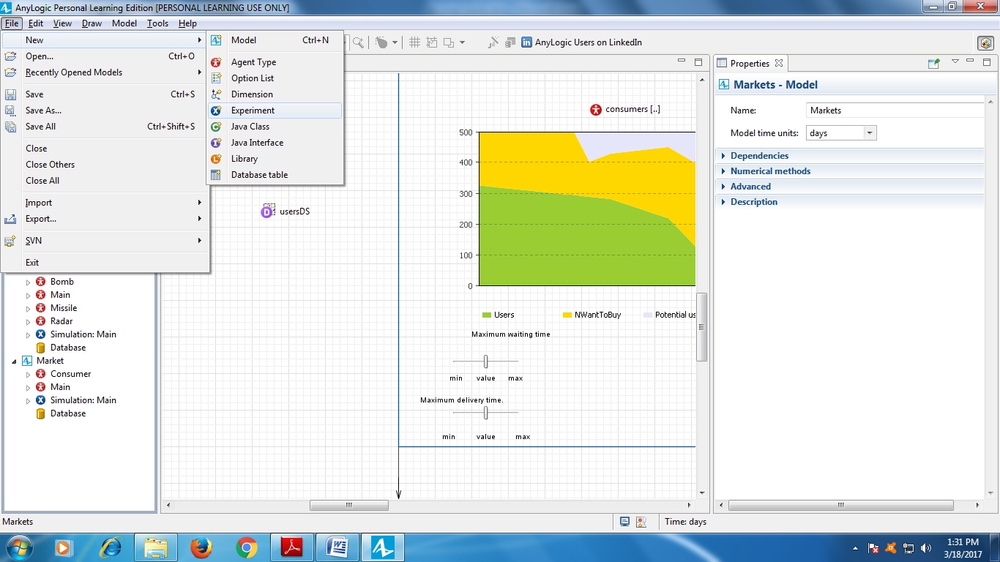 AnyLogic Personal Learning Edition [PERSONAL LEARNING USE ONLY]
File Edit View Draw Model Tools Help
New
Open... Ctrl+O
Recently Opened Models
Save Ctrl+S
Save As...
Save All Ctrl+Shift+S
Close
Close Others
Close All
Import
Export...
SVN
Exit
Model Ctrl+N
Agent Type
Option List
Dimension
Experiment
Java Class
Java Interface
Library
Database table
AnyLogic Users on LinkedIn
Bomb
Main
Missile
Radar
Simulation: Main
Database
Market
Consumer
Main
Simulation: Main
Database
usersDS
consumers [..]
500
400
300
200
100
0
Users NWantToBuy Potential us
Maximum waiting time
min value max
Maximum delivery time.
min value max
Properties
Markets - Model
Name: Markets
Model time units: days
Dependencies
Numerical methods
Advanced
Description
Markets
Time: days
1:31 PM
3/18/2017